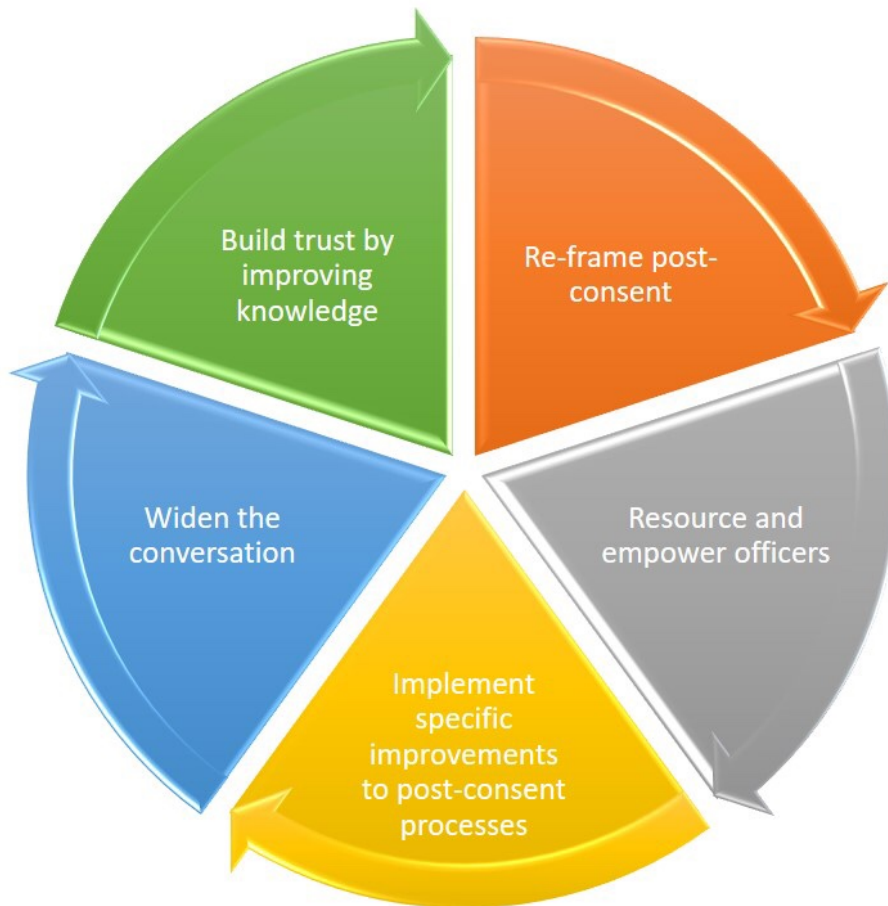 Build trust by
improving
knowledge
Re-frame post-
consent
Widen the
conversation
Resource and
empower officers
Implement
specific
improvements
to post-consent
processes